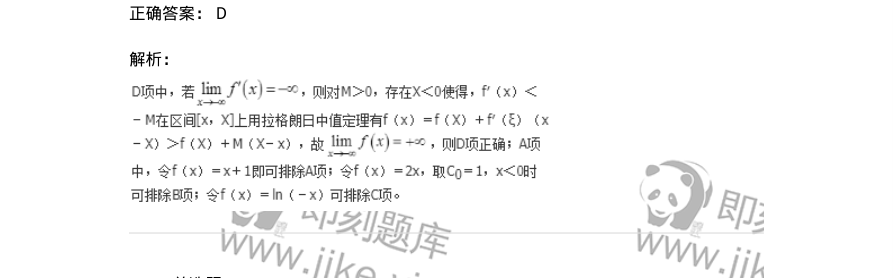 正确答案： D
解析：
D项中，若 lim x→-∞ f′(x)=-∞，则对M＞0，存在X＜0使得，f′（x）＜
－M在区间[x，X]上用拉格朗日中值定理有f（x）＝f（X）＋f′（ξ）（x
－X）＞f（X）＋M（X－x），故 lim x→-∞ f(x)=+∞，则D项正确；A项
中，令f（x）＝x＋1即可排除A项；令f（x）＝2x，取C₀＝1，x＜0时
可排除B项；令f（x）＝ln（－x）可排除C项。
即刻题库
www.jike
即刻
www.jik